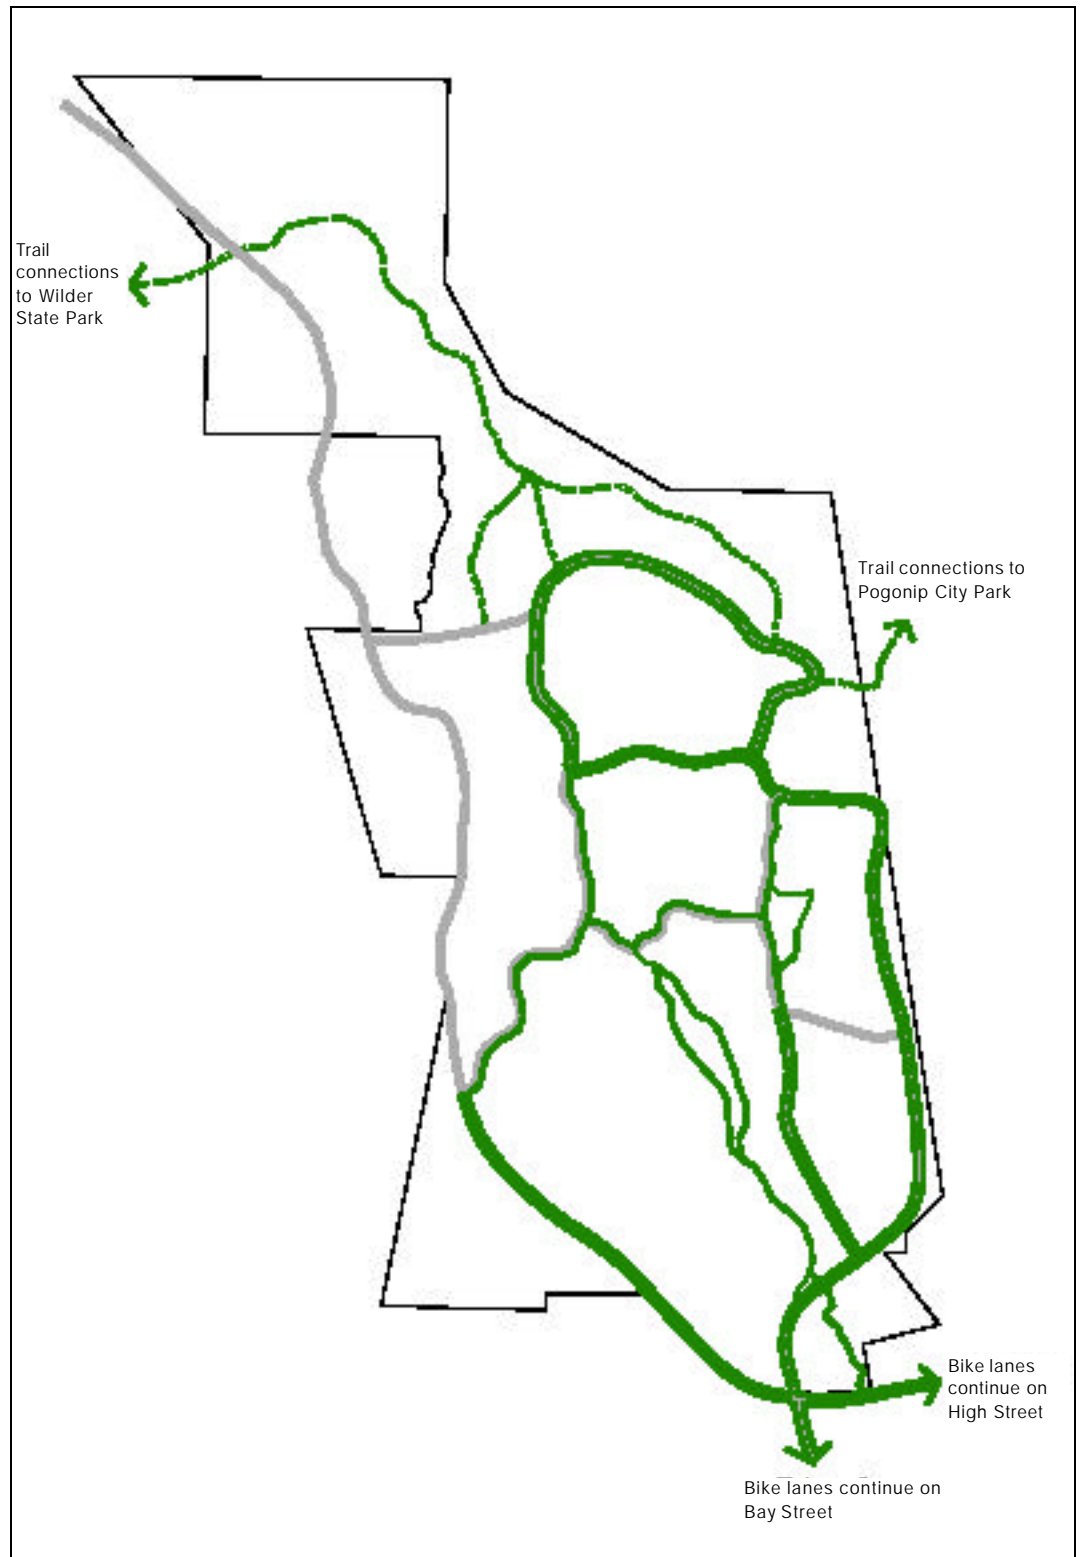 Trail
connections
to Wilder
State Park
Trail connections to
Pogonip City Park
Bike lanes
continue on
High Street
Bike lanes continue on
Bay Street